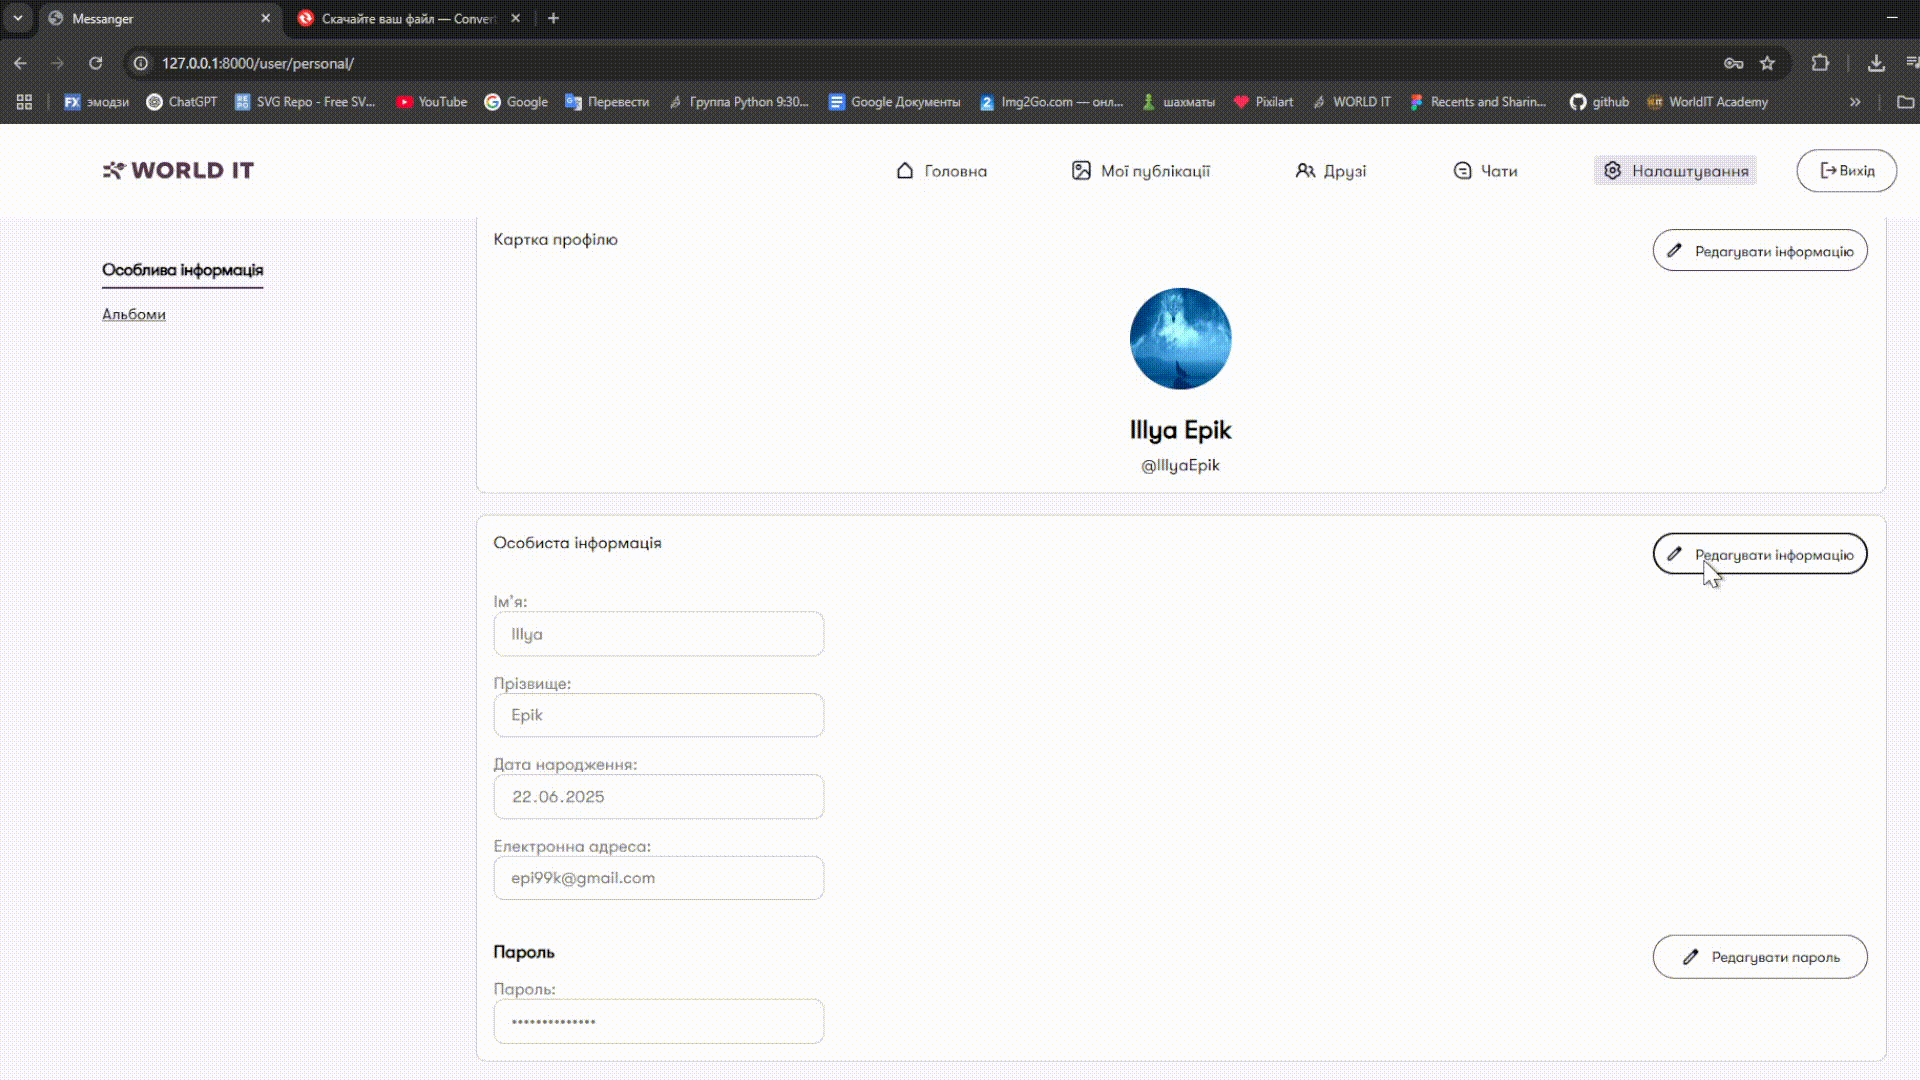 Messanger
Скачайте ваш файл — Conver
127.0.0.1:8000/user/personal/
эмодзи
ChatGPT
SVG Repo - Free SV...
YouTube
Google
Перевести
Группа Python 9:30...
Google Документы
Img2Go.com — онл...
шахматы
Pixilart
WORLD IT
Recents and Sharin...
github
WorldIT Academy
WORLD IT
Головна
Мої публікації
Друзі
Чати
Налаштування
Вихід
Особлива інформація
Альбоми
Картка профілю
Редагувати інформацію
Illya Epik
@IllyaEpik
Особиста інформація
Редагувати інформацію
Ім’я:
Illya
Прізвище:
Epik
Дата народження:
22.06.2025
Електронна адреса:
epi99k@gmail.com
Пароль
Редагувати пароль
Пароль:
••••••••••••••